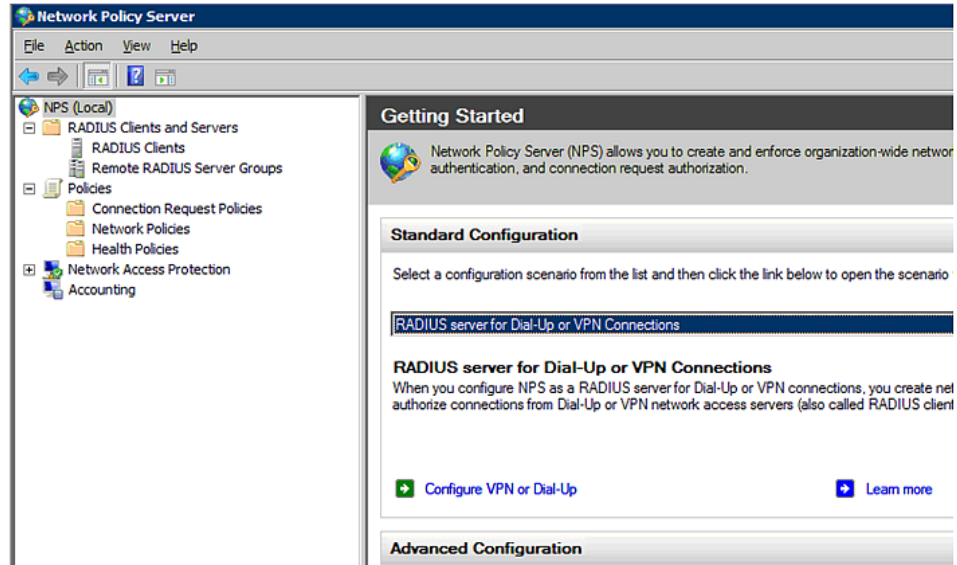 Network Policy Server
File Action View Help
NPS (Local)
RADIUS Clients and Servers
RADIUS Clients
Remote RADIUS Server Groups
Policies
Connection Request Policies
Network Policies
Health Policies
Network Access Protection
Accounting
Getting Started
Network Policy Server (NPS) allows you to create and enforce organization-wide networ
authentication, and connection request authorization.
Standard Configuration
Select a configuration scenario from the list and then click the link below to open the scenario
RADIUS server for Dial-Up or VPN Connections
RADIUS server for Dial-Up or VPN Connections
When you configure NPS as a RADIUS server for Dial-Up or VPN connections, you create net
authorize connections from Dial-Up or VPN network access servers (also called RADIUS client
Configure VPN or Dial-Up
Learn more
Advanced Configuration